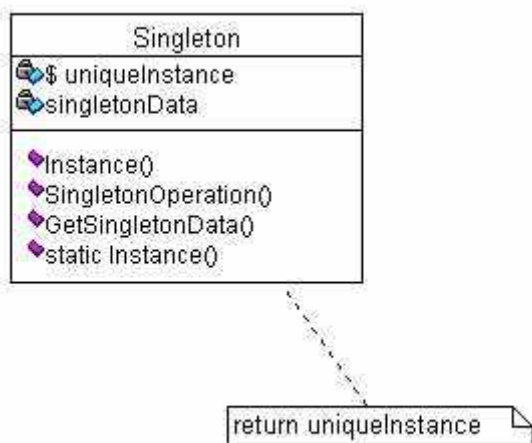 Singleton
$ uniqueInstance
singletonData
Instance()
SingletonOperation()
GetSingletonData()
static Instance()
return uniqueInstance